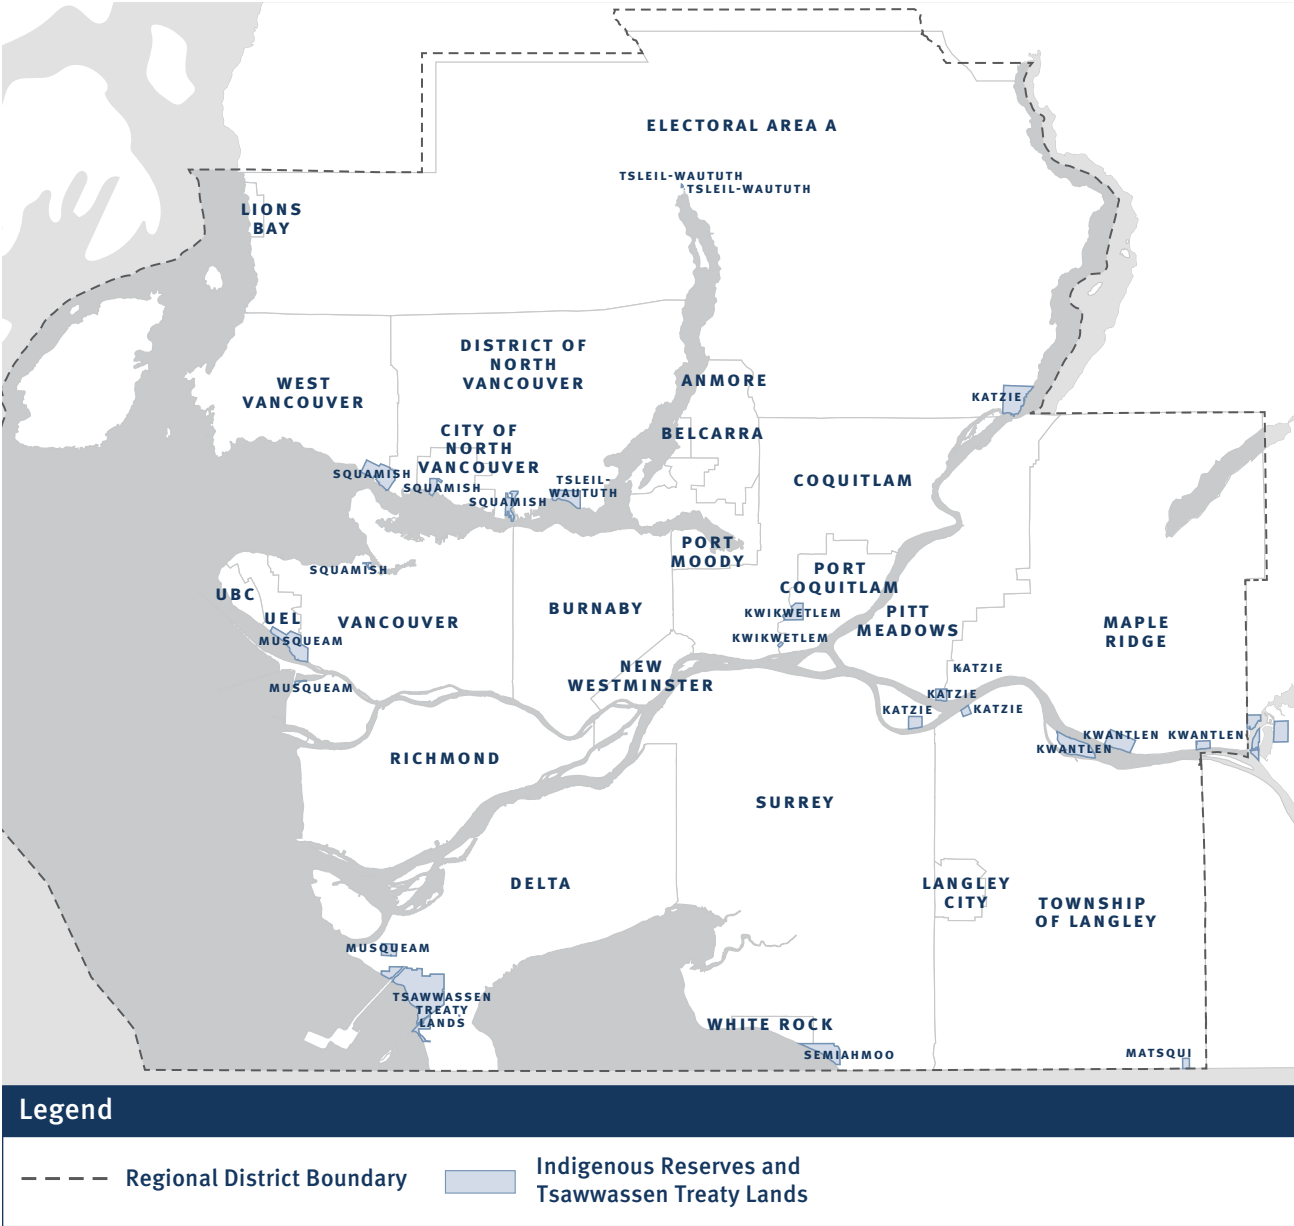 ELECTORAL AREA A
TSLEIL-WAUTUTH
TSLEIL-WAUTUTH
LIONS
BAY
DISTRICT OF
NORTH
VANCOUVER
WEST
VANCOUVER
ANMORE
KATZIE
CITY OF
NORTH
VANCOUVER
BELCARRA
SQUAMISH
SQUAMISH
SQUAMISH
TSLEIL-
WAUTUTH
COQUITLAM
PORT
MOODY
SQUAMISH
PORT
COQUITLAM
UBC
UEL
VANCOUVER
BURNABY
KWIKWETLEM
PITT
MEADOWS
MAPLE
RIDGE
MUSQUEAM
KWIKWETLEM
MUSQUEAM
NEW
WESTMINSTER
KATZIE
KATZIE
KATZIE
KATZIE
KWANTLEN
KWANTLEN
KWANTLEN
RICHMOND
SURREY
DELTA
LANGLEY
CITY
TOWNSHIP
OF LANGLEY
MUSQUEAM
TSAWWASSEN
TREATY
LANDS
WHITE ROCK
SEMIAHMOO
MATSQUI
Legend
Regional District Boundary
Indigenous Reserves and
Tsawwassen Treaty Lands